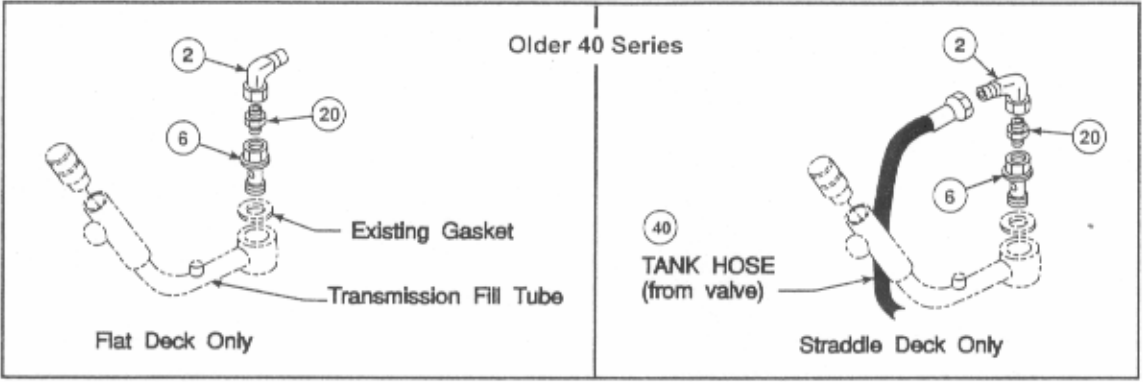 Older 40 Series
2
20
6
Existing Gasket
Transmission Fill Tube
Flat Deck Only
2
20
6
40
TANK HOSE
(from valve)
Straddle Deck Only